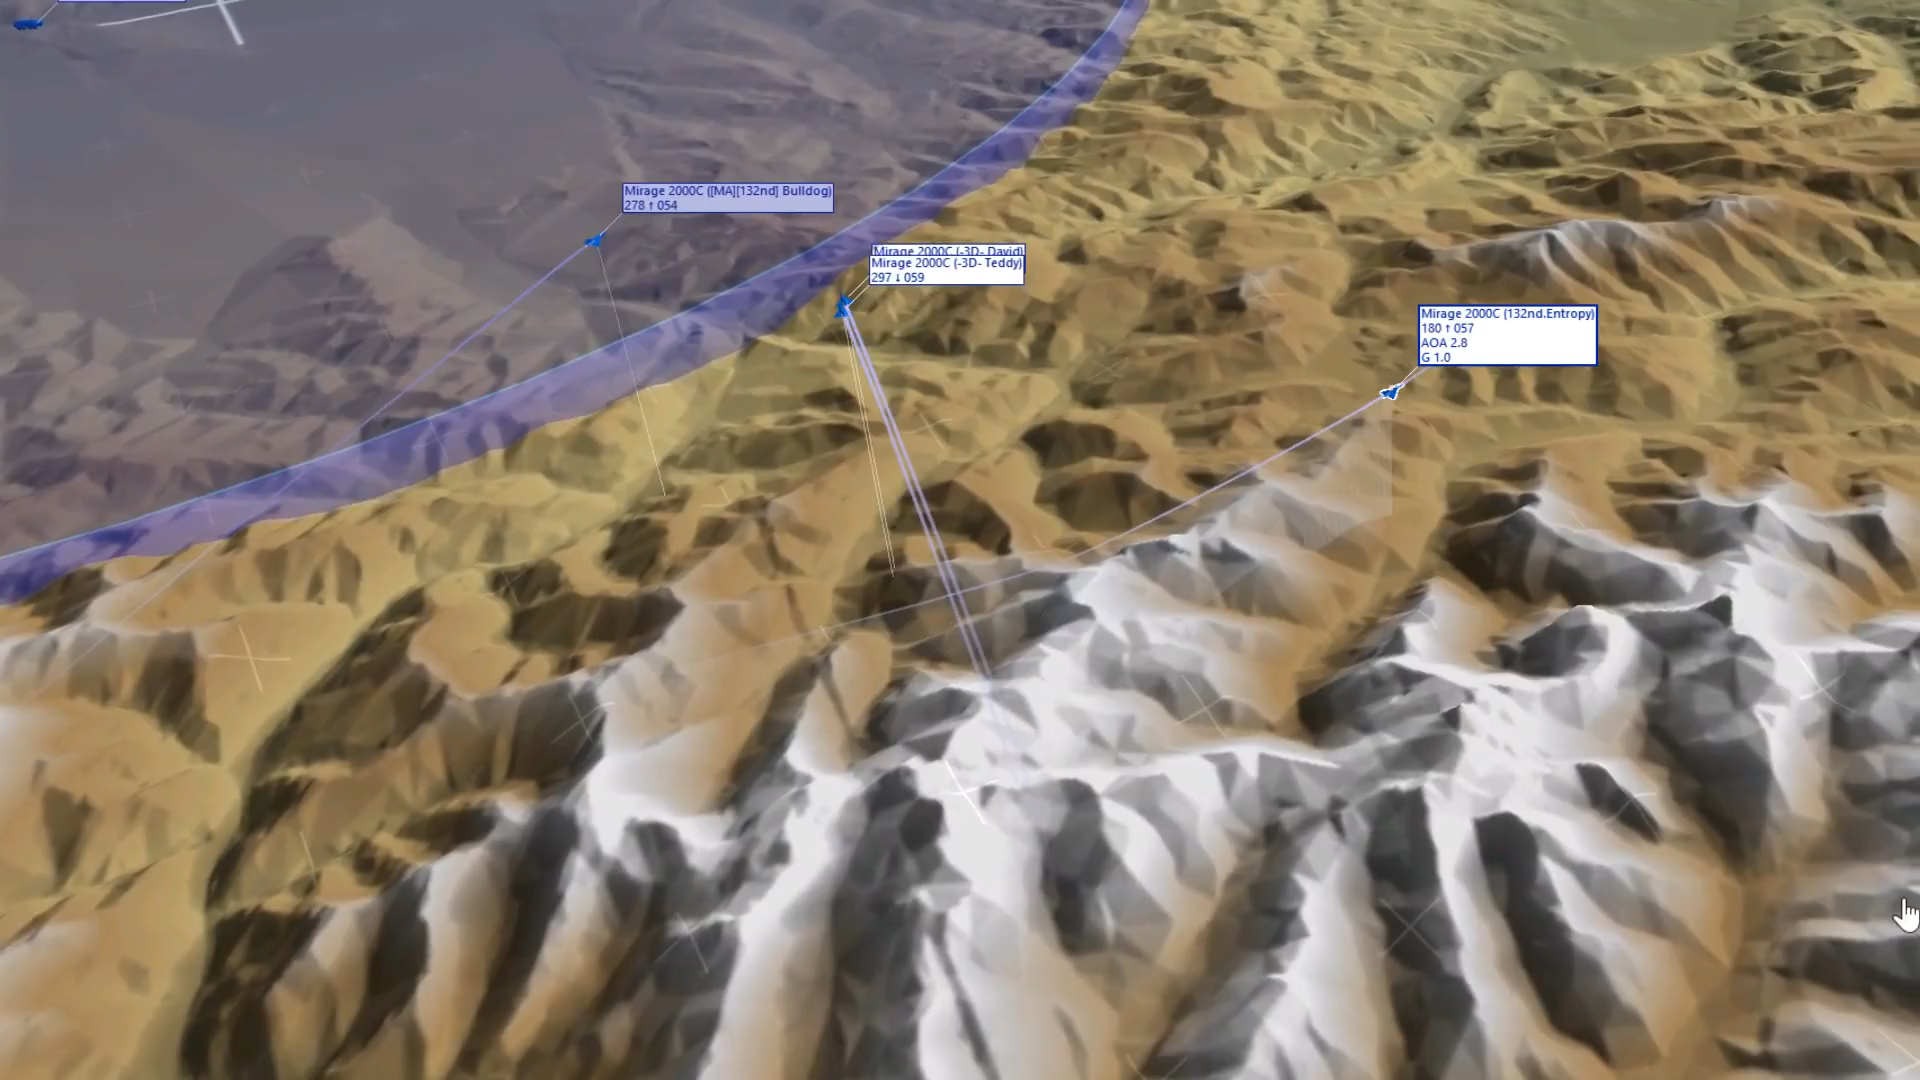 Mirage 2000C ([MA][132nd] Bulldog)
278 ↑ 054
Mirage 2000C (-3D- David)
Mirage 2000C (-3D- Teddy)
297 ↓ 059
Mirage 2000C (132nd.Entropy)
180 ↑ 057
AOA 2.8
G 1.0